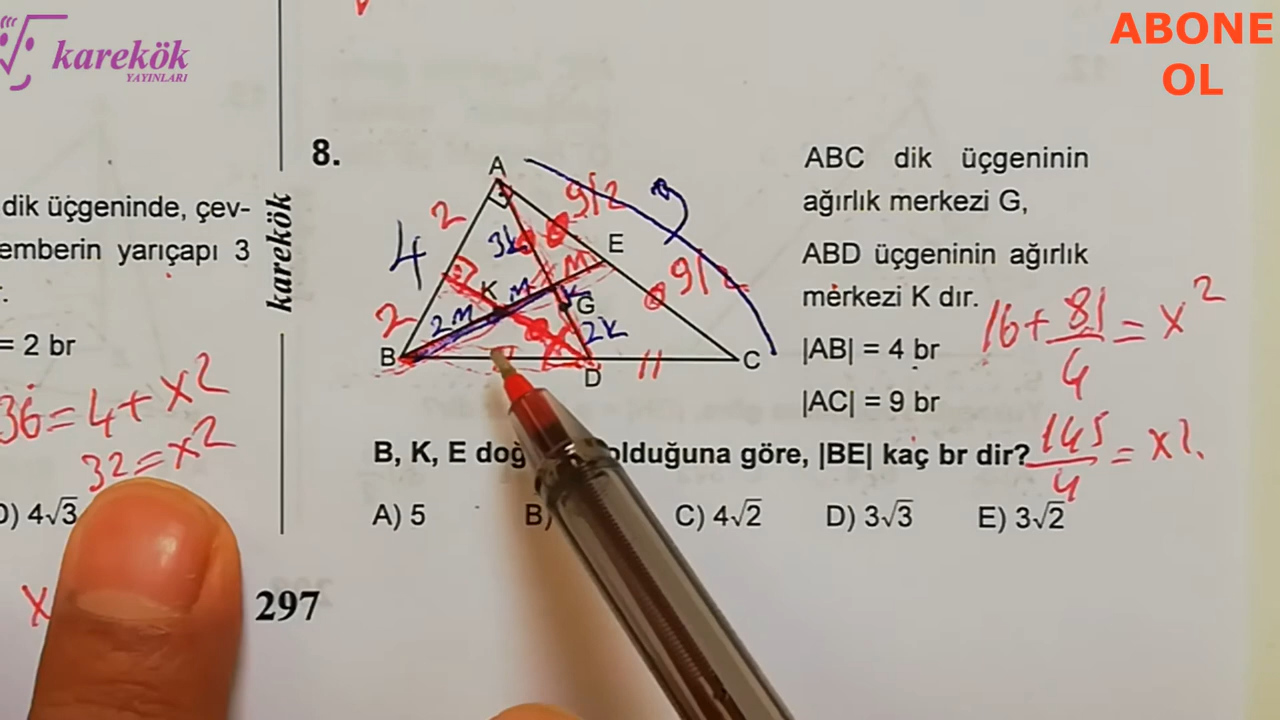 ABONE
OL
karekök
YAYINLARI
karekök
dik üçgeninde, çev-
emberin yarıçapı 3
r.
= 2 br
36=4+x2
32=x2
D) 4√3
x
297
8.
A
B
C
D
E
G
K
4
2
2
3k
k
2k
2M
M
M
9/2
9/2
ABC dik üçgeninin
ağırlık merkezi G,
ABD üçgeninin ağırlık
merkezi K dır.
|AB| = 4 br
|AC| = 9 br
16+81/4=x2
145/4=x2
B, K, E doğ olduğuna göre, |BE| kaç br dir?
A) 5
B)
C) 4√2
D) 3√3
E) 3√2